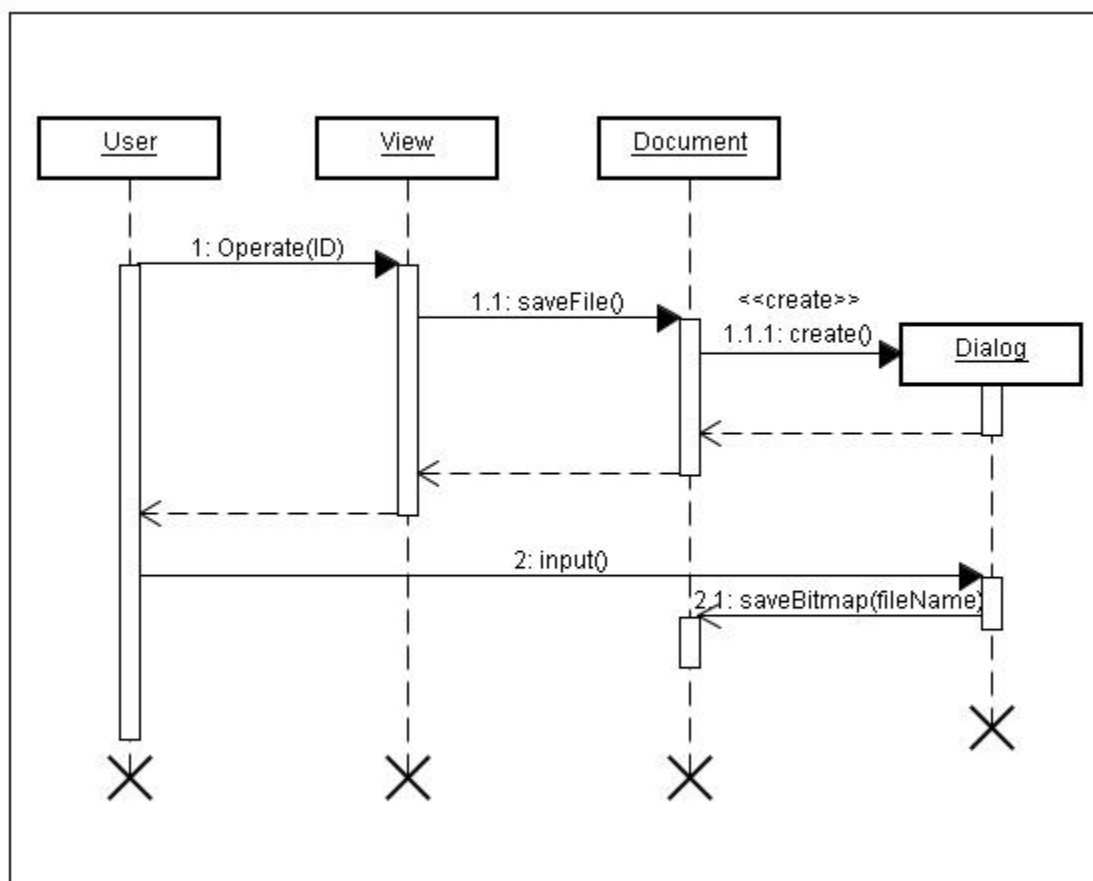 User
View
Document
1: Operate(ID)
1.1: saveFile()
<<create>>
1.1.1: create()
Dialog
2: input()
2.1: saveBitmap(fileName)